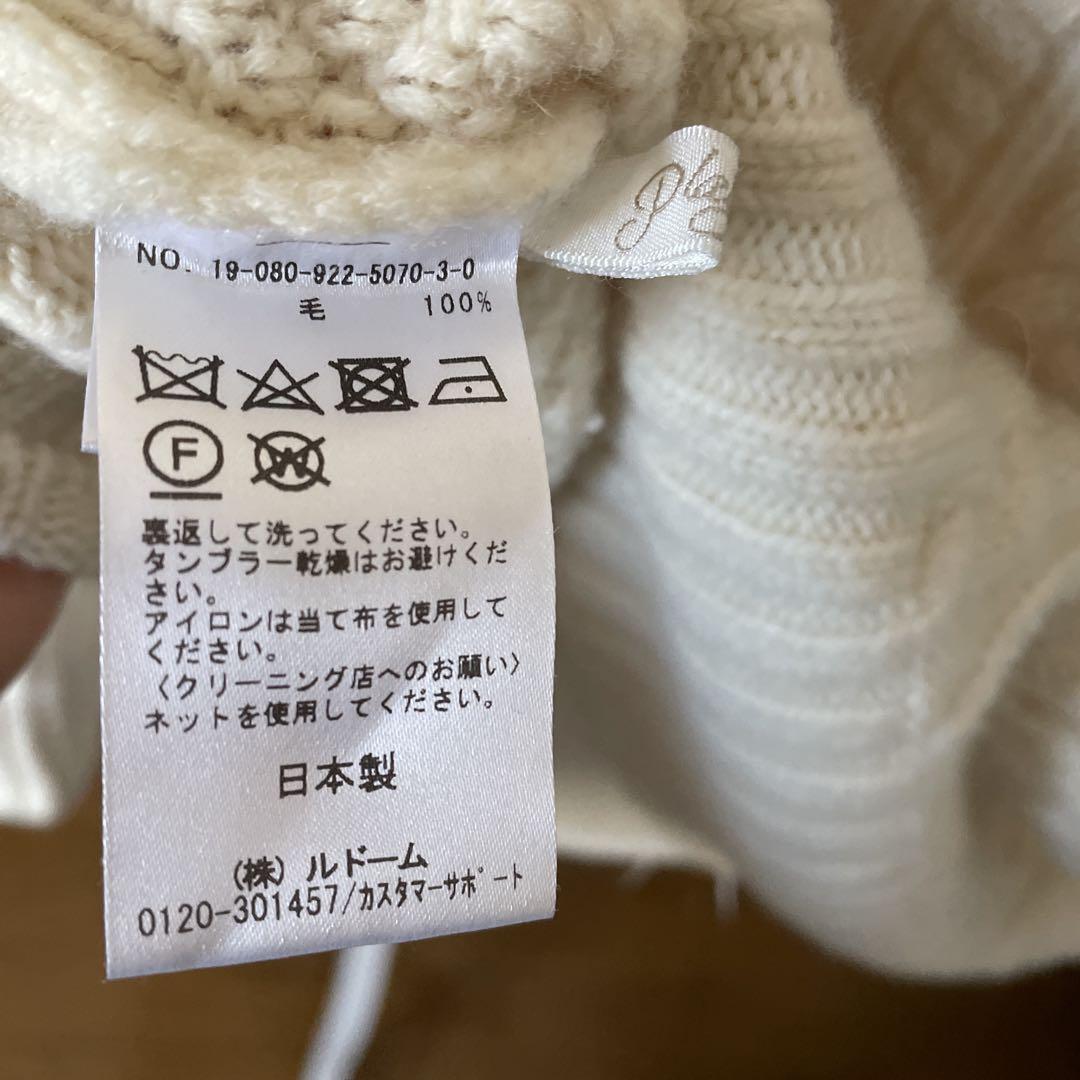 NO. 19-080-922-5070-3-0
毛 100%
F W
裏返して洗ってください。
タンブラー乾燥はお避けくだ
さい。
アイロンは当て布を使用して
ください。
〈クリーニング店へのお願い〉
ネットを使用してください。
日本製
(株) ルドーム
0120-301457/カスタマーサポート